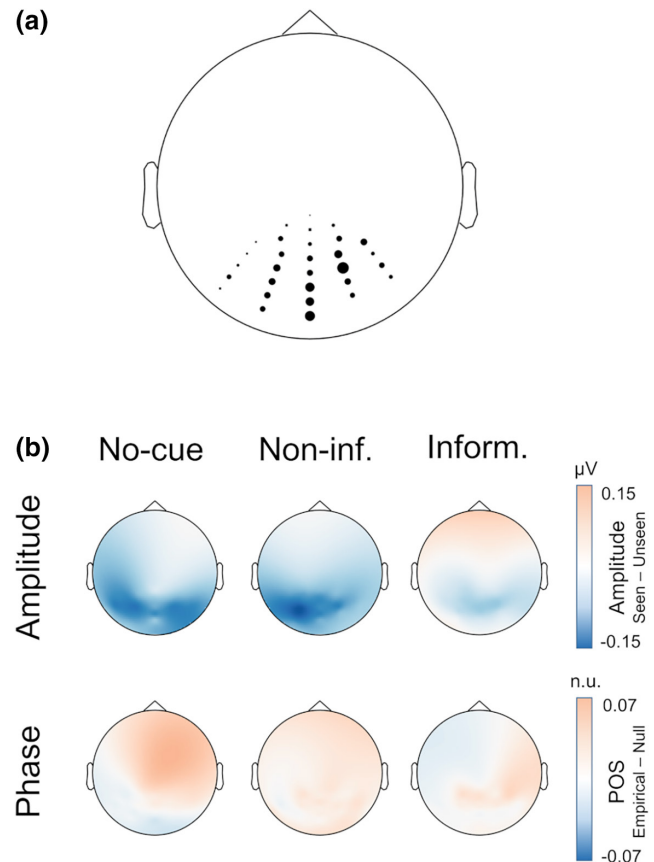 (a)
(b)
No-cue Non-inf. Inform.
Amplitude
µV
0.15
Amplitude
Seen – Unseen
-0.15
Phase
n.u.
0.07
POS
Empirical – Null
-0.07